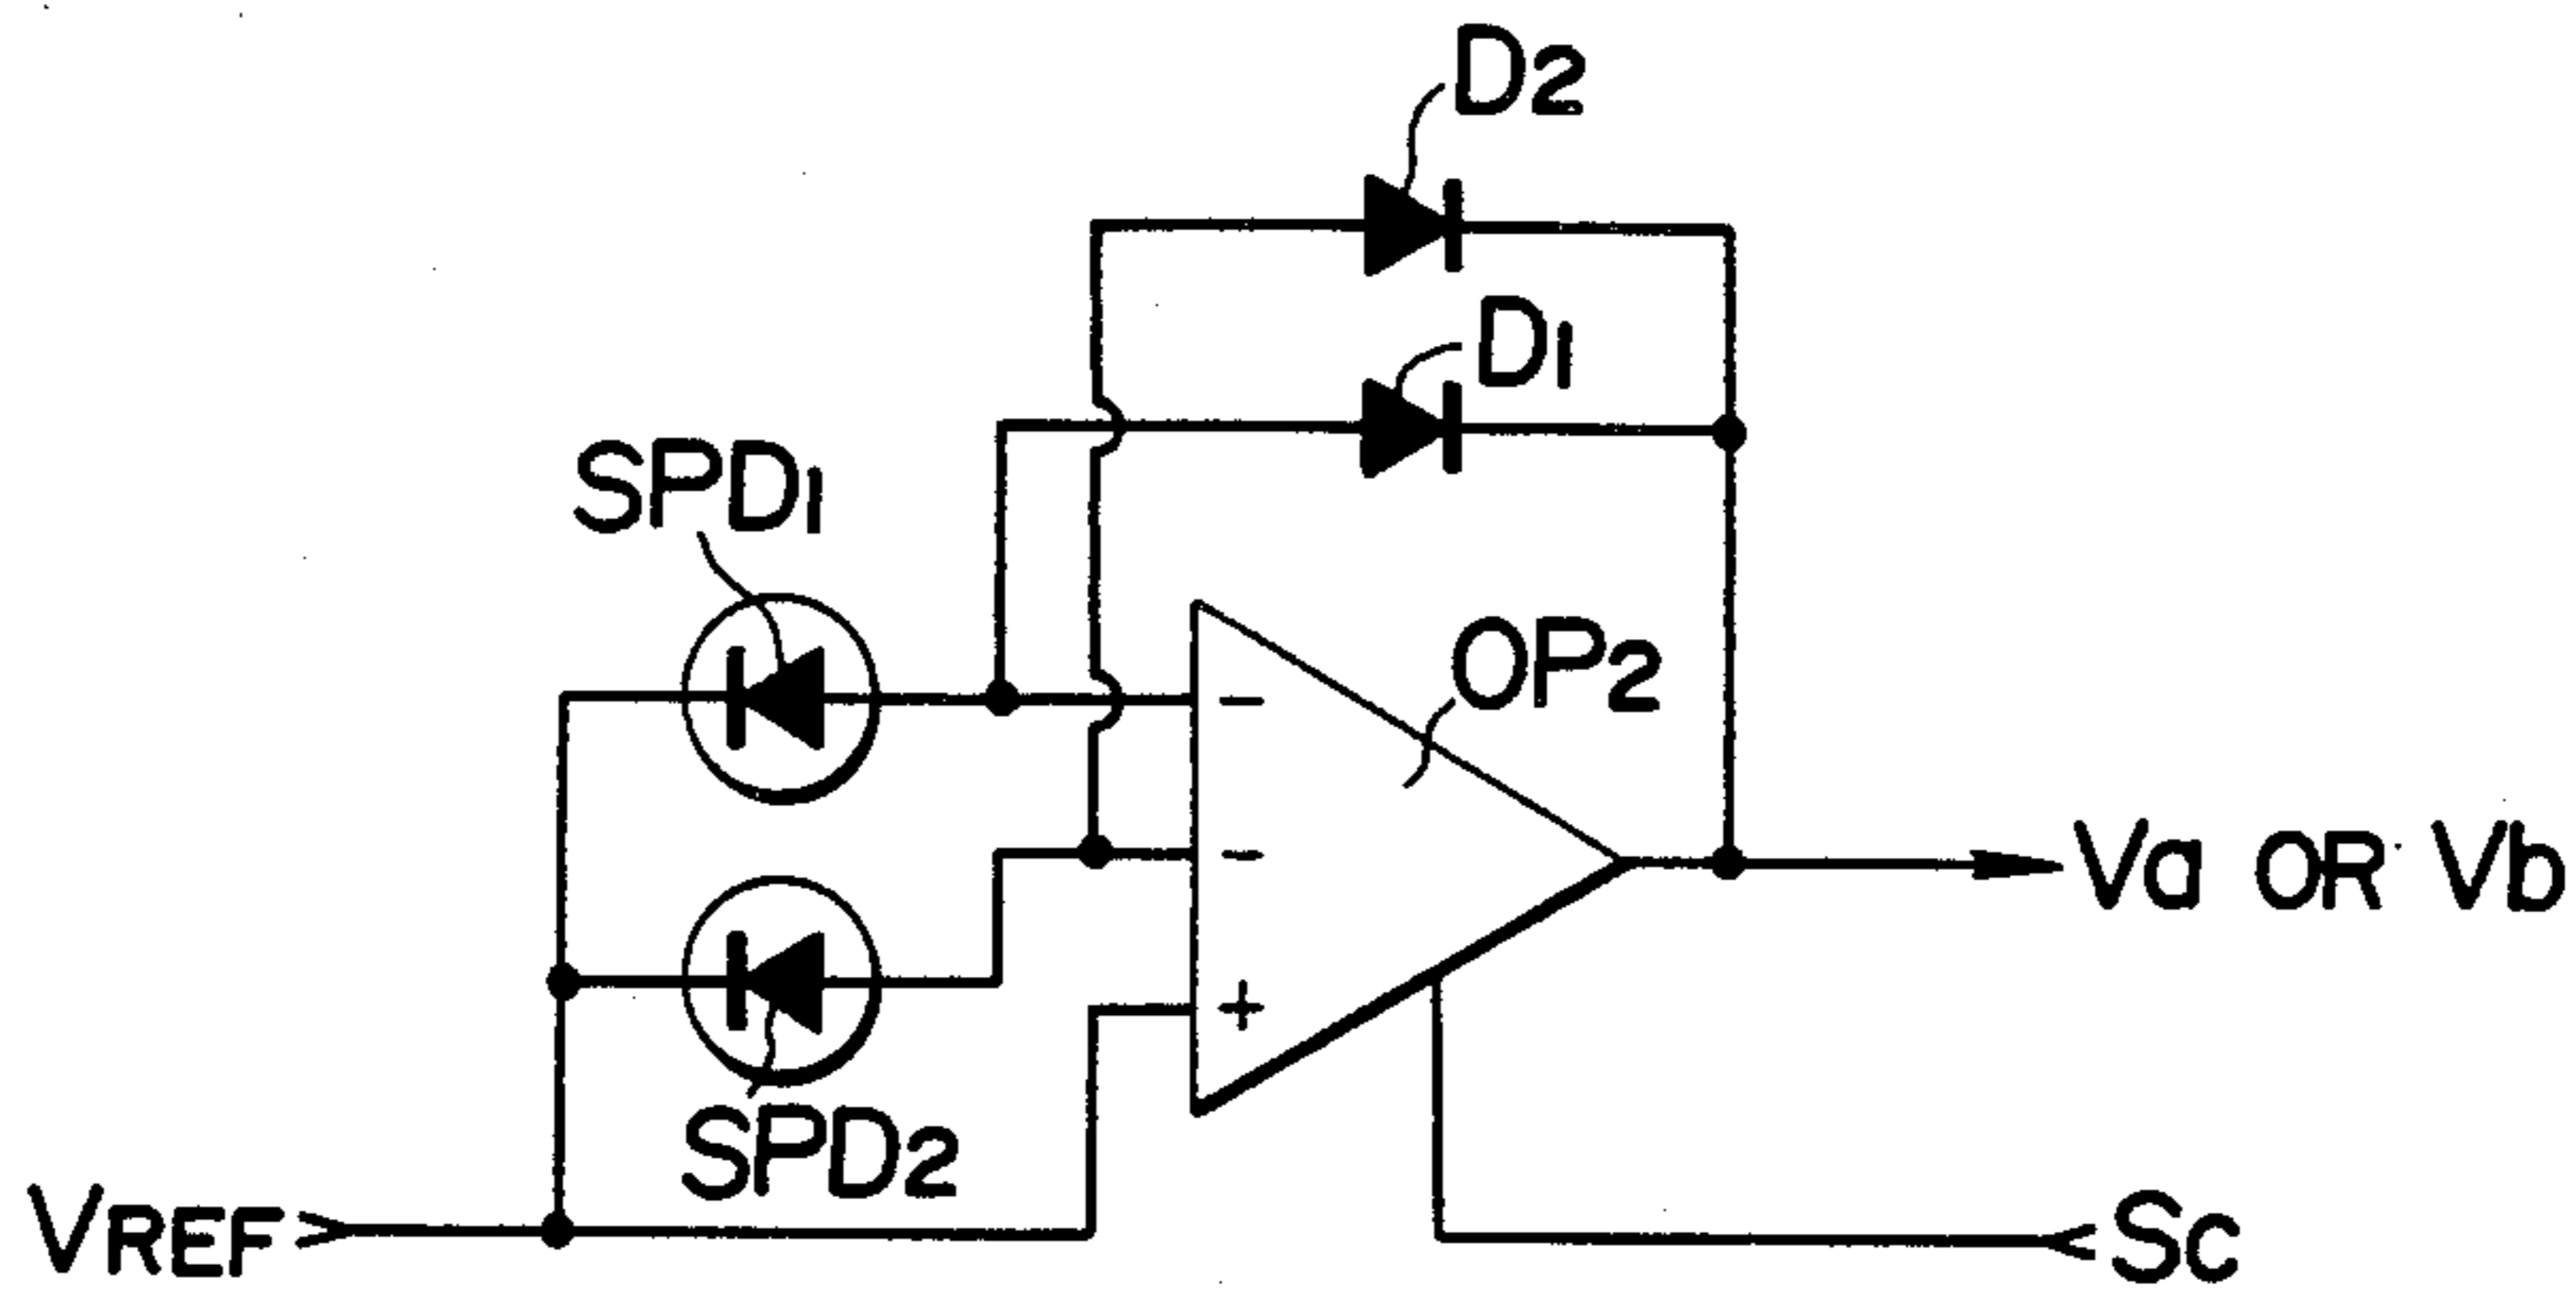 D2
D1
SPD1
OP2
−
−
+
Va OR Vb
SPD2
VREF
Sc